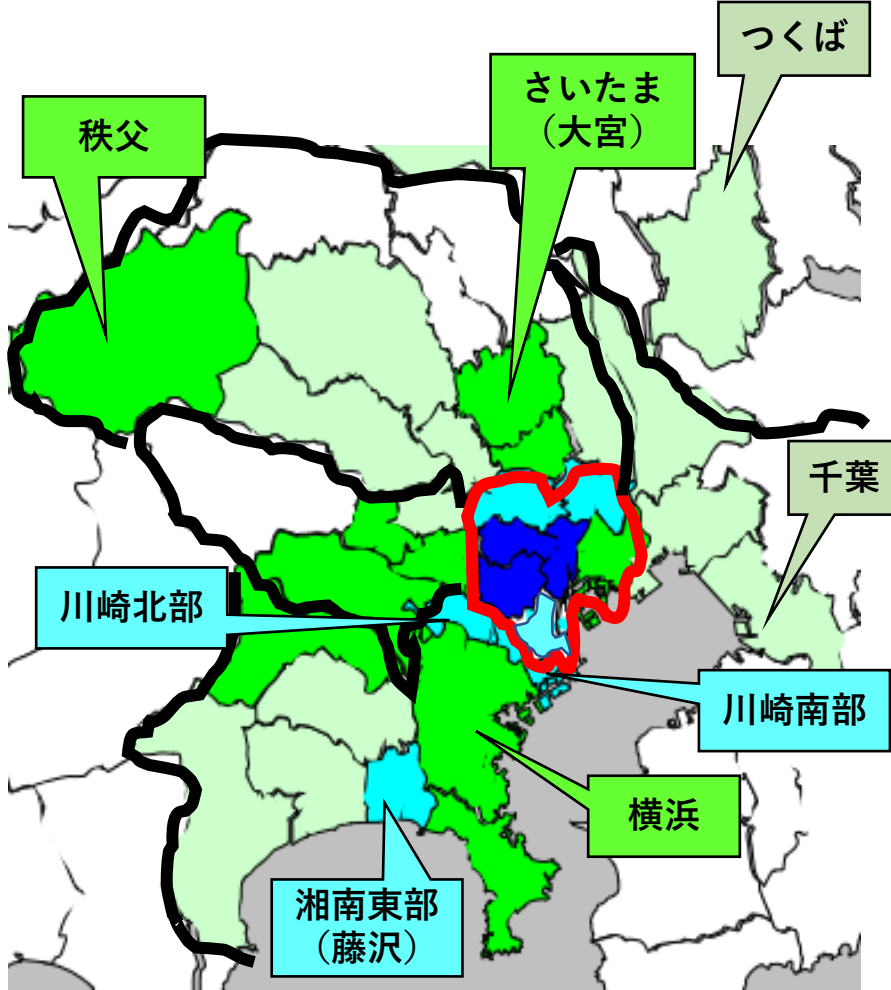 つくば
さいたま
（大宮）
秩父
千葉
川崎北部
川崎南部
横浜
湘南東部
（藤沢）